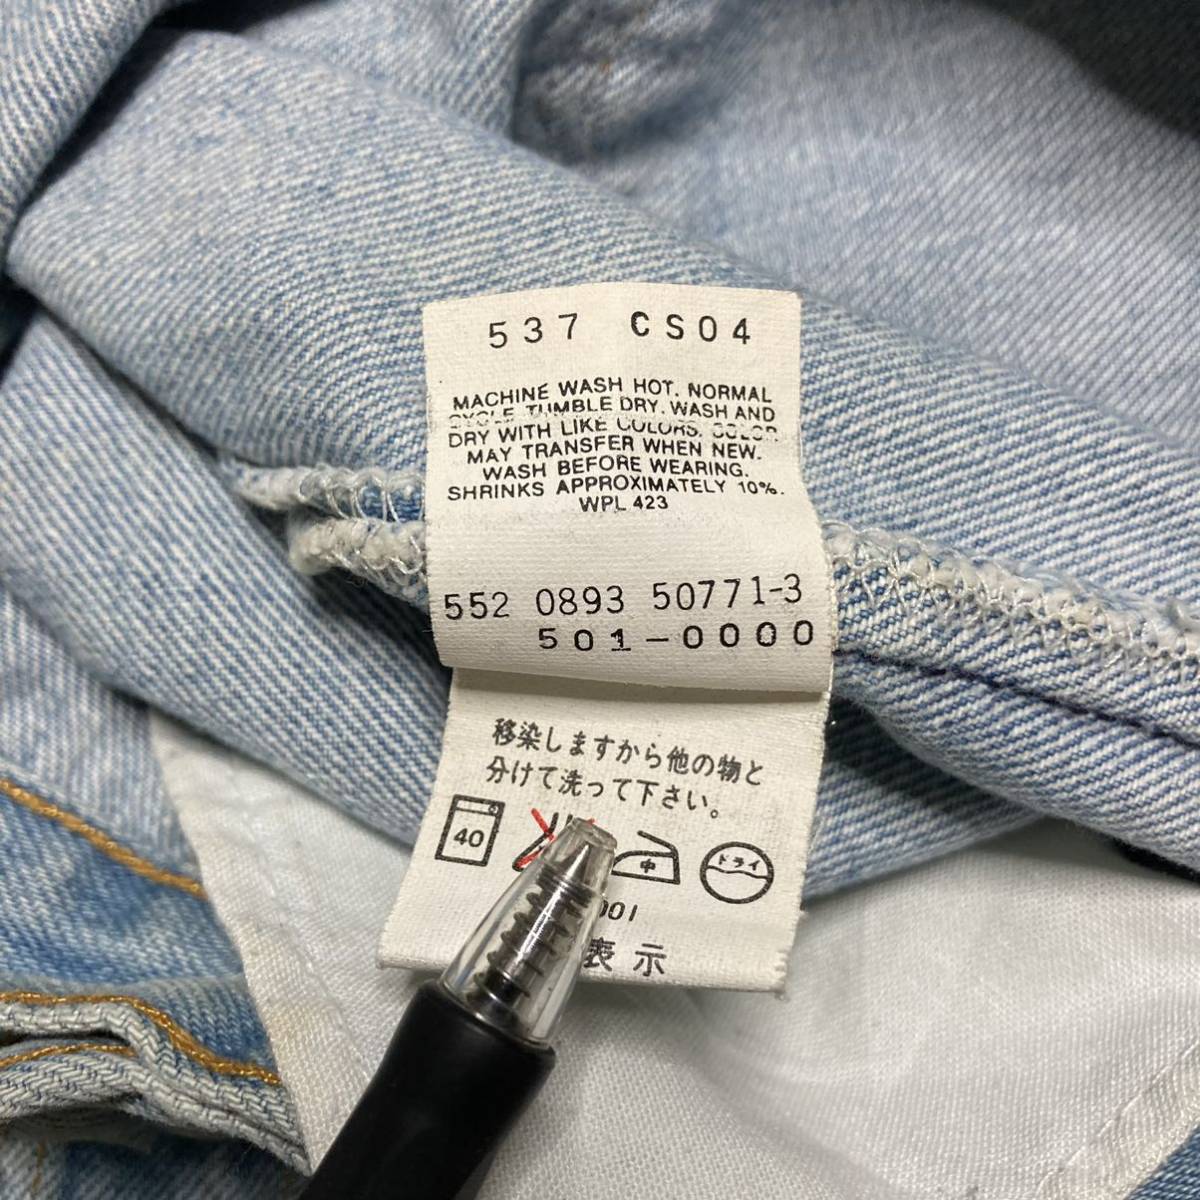 537 CS04
MACHINE WASH HOT. NORMAL
CYCLE. TUMBLE DRY. WASH AND
DRY WITH LIKE COLORS. COLOR
MAY TRANSFER WHEN NEW.
WASH BEFORE WEARING.
SHRINKS APPROXIMATELY 10%.
WPL 423
552 0893 50771-3
501-0000
移染しますから他の物と
分けて洗って下さい。
40 中 ドライ
001
表示